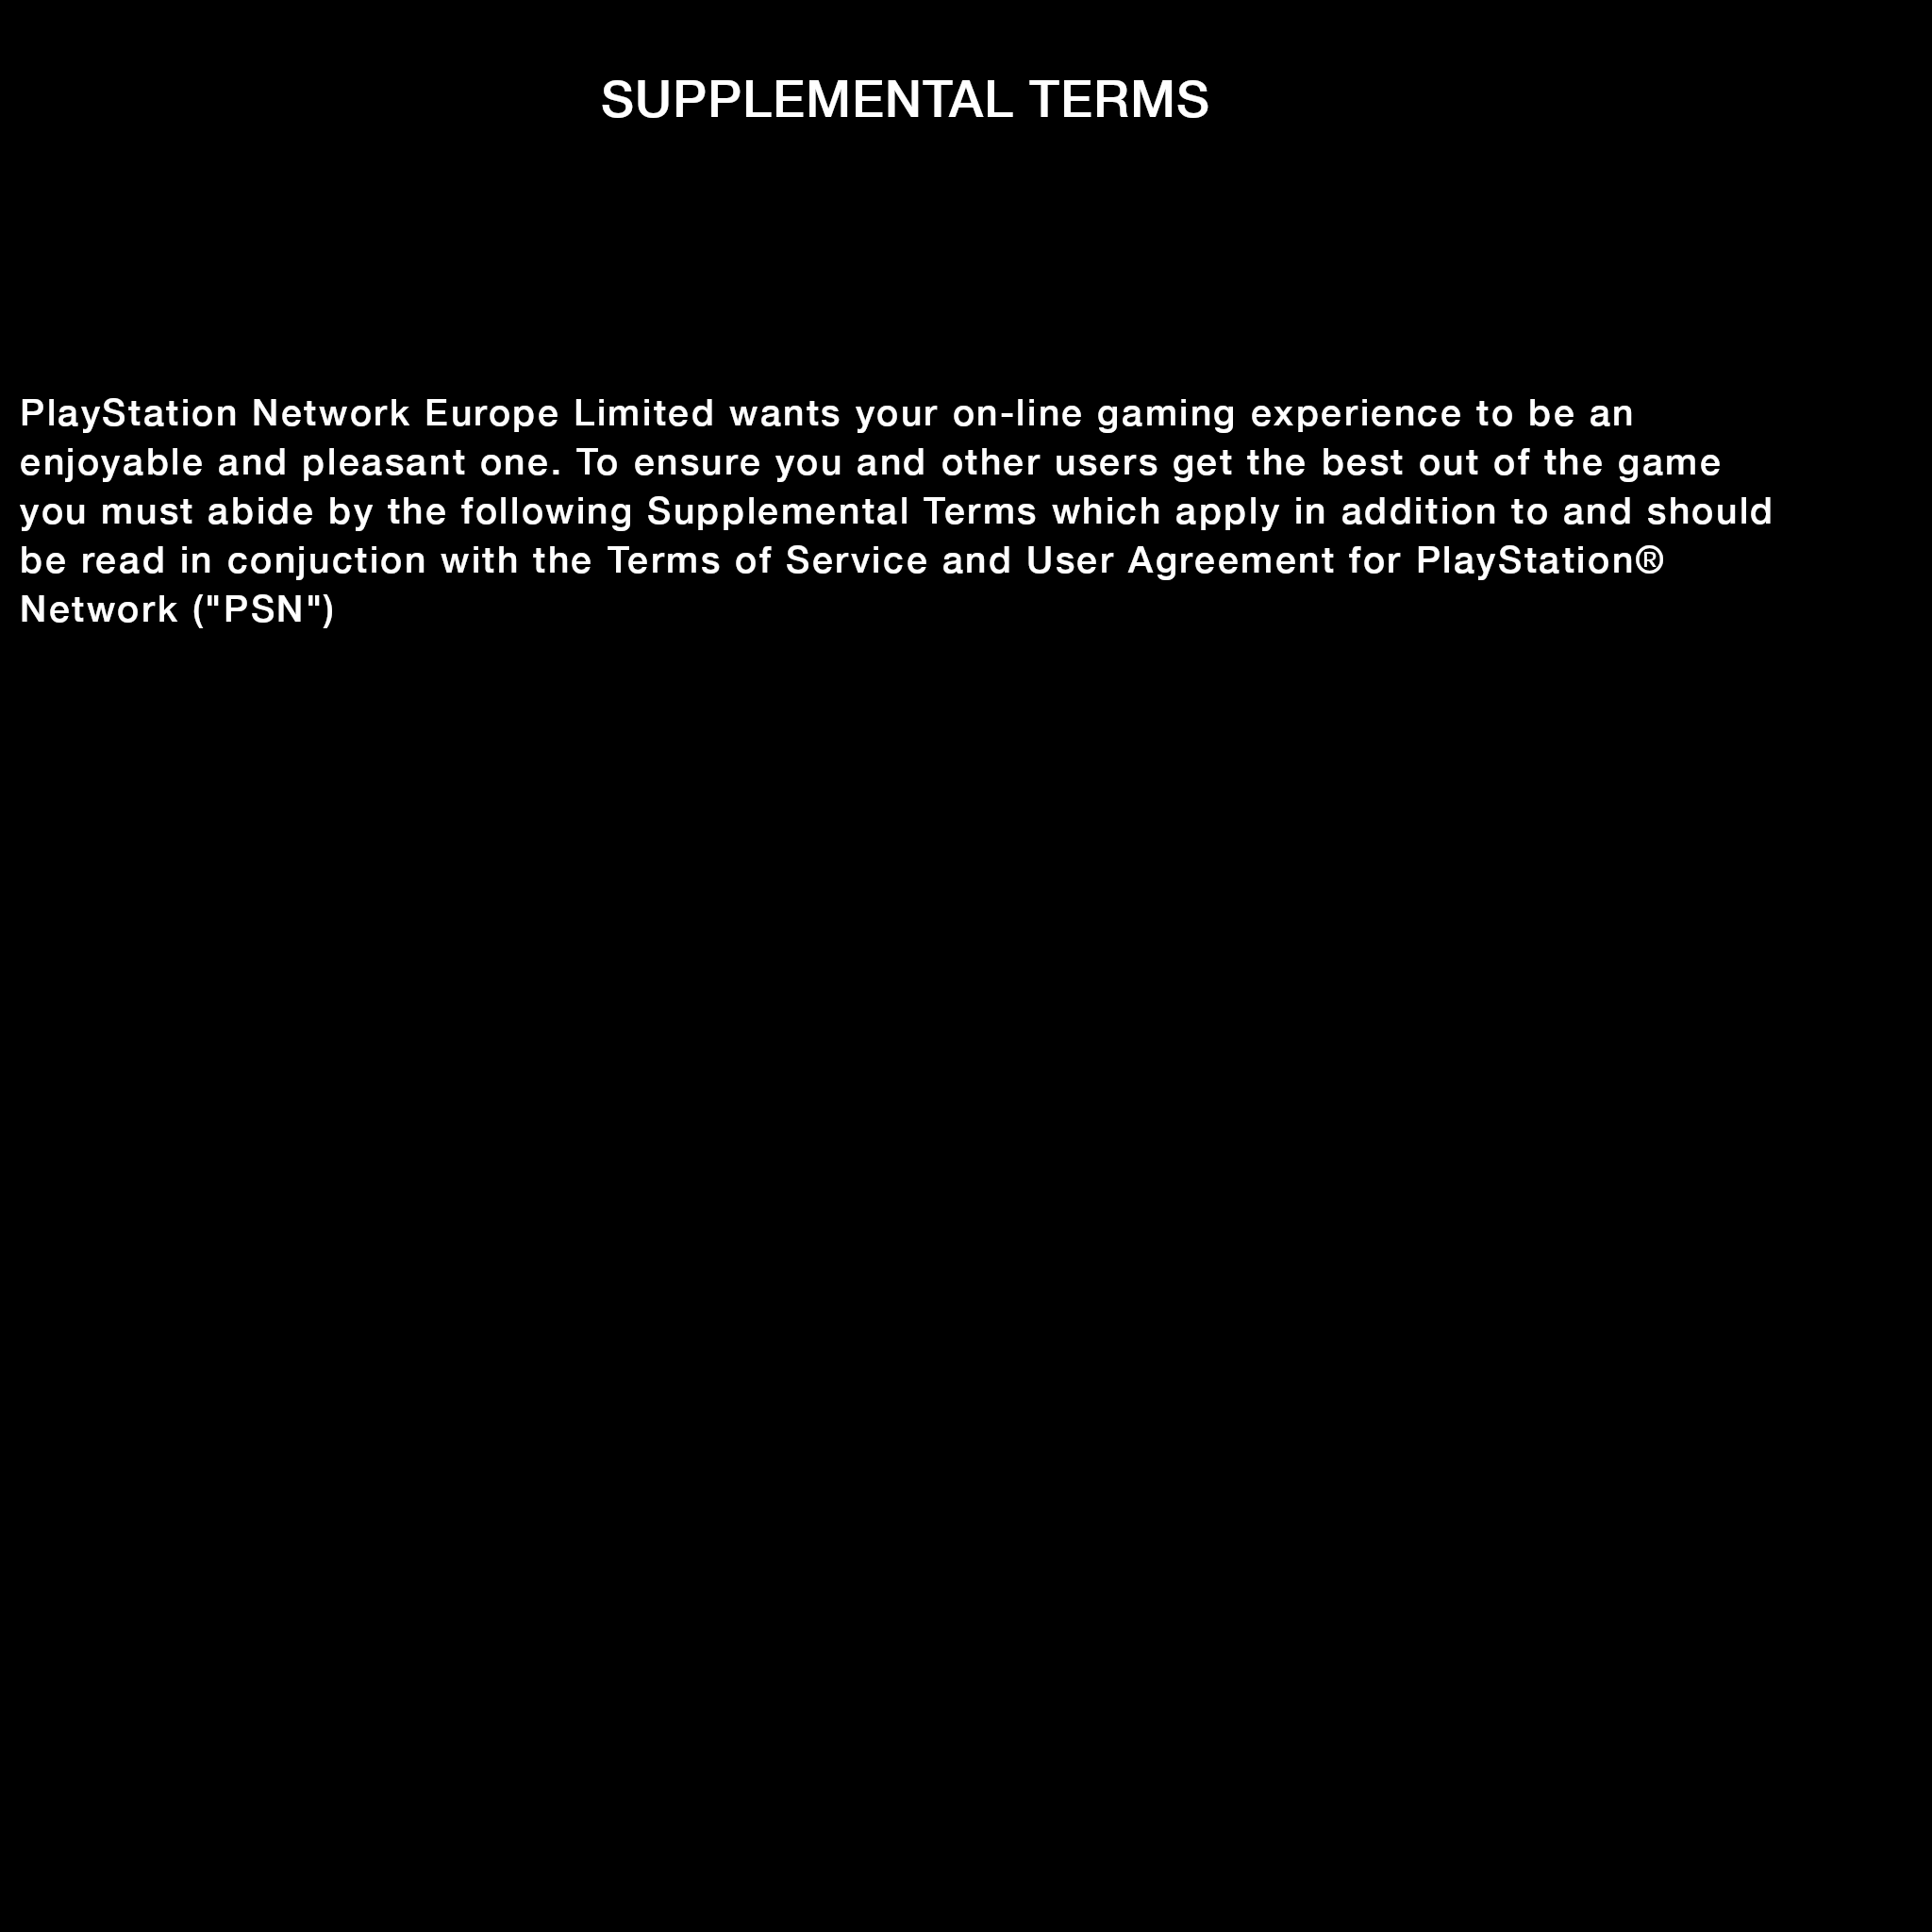 SUPPLEMENTAL TERMS
PlayStation Network Europe Limited wants your on-line gaming experience to be an
enjoyable and pleasant one. To ensure you and other users get the best out of the game
you must abide by the following Supplemental Terms which apply in addition to and should
be read in conjuction with the Terms of Service and User Agreement for PlayStation®
Network ("PSN")